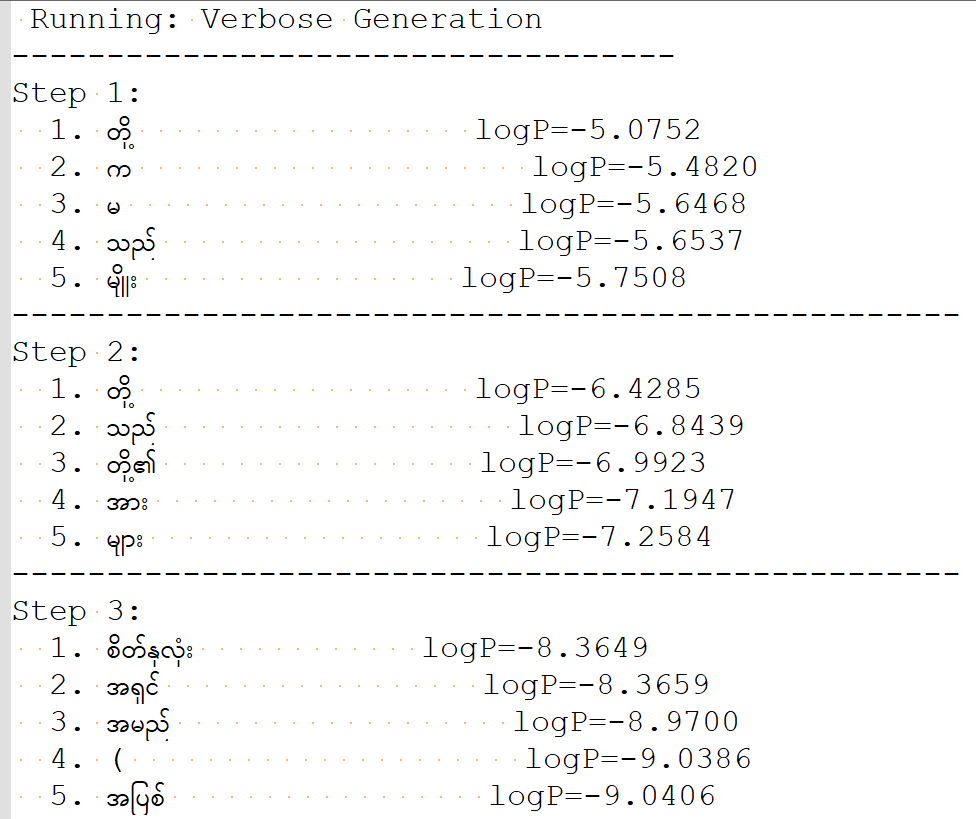 Running: Verbose Generation
-----------------------------------
Step 1:
1. တို့ logP=-5.0752
2. က logP=-5.4820
3. မ logP=-5.6468
4. သည် logP=-5.6537
5. မျိုး logP=-5.7508
--------------------------------------------------
Step 2:
1. တို့ logP=-6.4285
2. သည် logP=-6.8439
3. တို့၏ logP=-6.9923
4. အား logP=-7.1947
5. များ logP=-7.2584
--------------------------------------------------
Step 3:
1. စိတ်နှလုံး logP=-8.3649
2. အရှင် logP=-8.3659
3. အမည် logP=-8.9700
4. ( logP=-9.0386
5. အပြစ် logP=-9.0406